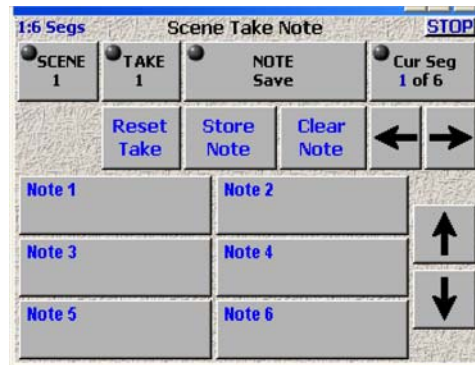 1:6 Segs Scene Take Note STOP
SCENE TAKE NOTE Cur Seg
1 1 Save 1 of 6
Reset Store Clear
Take Note Note
Note 1 Note 2
Note 3 Note 4
Note 5 Note 6